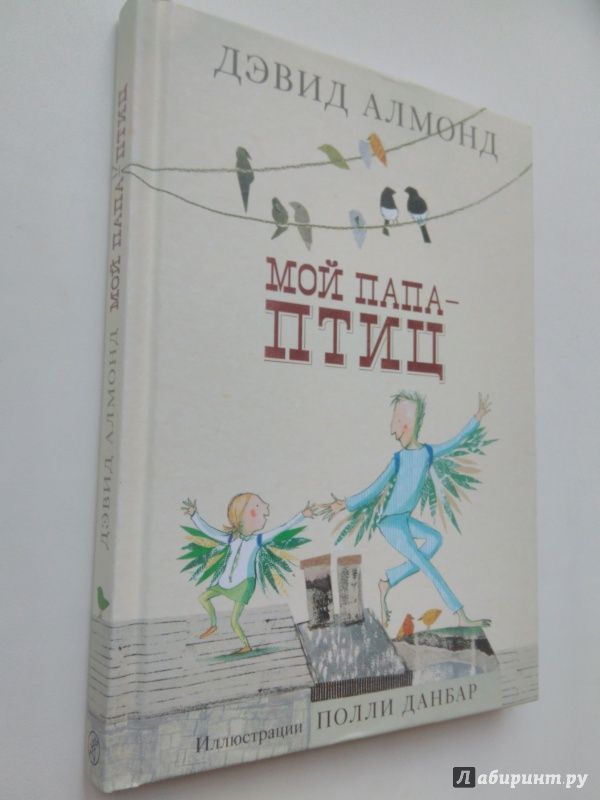 ДЭВИД АЛМОНД
МОЙ ПАПА-
ПТИЦ
Иллюстрации ПОЛЛИ ДАНБАР
ДЭВИД АЛМОНД МОЙ ПАПА-ПТИЦ
Лабиринт.ру